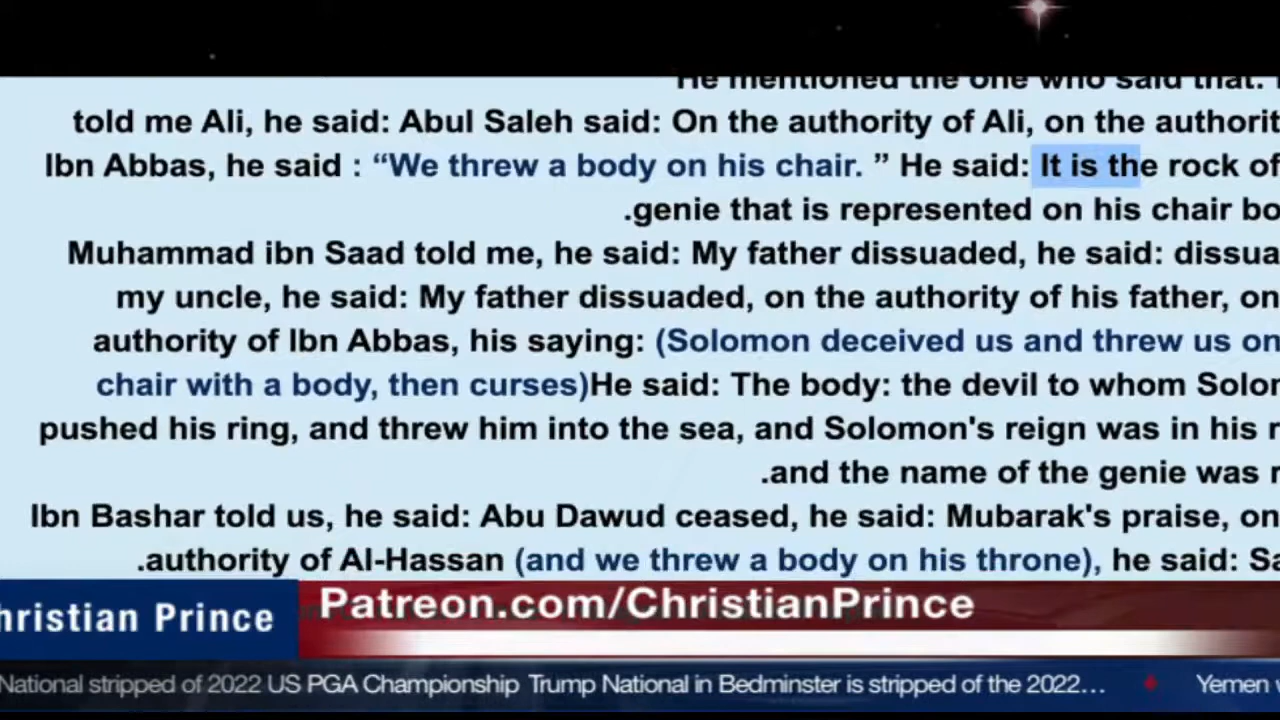 He mentioned the one who said that.
told me Ali, he said: Abul Saleh said: On the authority of Ali, on the authorit
Ibn Abbas, he said : “We threw a body on his chair. ” He said: It is the rock of
.genie that is represented on his chair bo
Muhammad ibn Saad told me, he said: My father dissuaded, he said: dissua
my uncle, he said: My father dissuaded, on the authority of his father, on
authority of Ibn Abbas, his saying: (Solomon deceived us and threw us on
chair with a body, then curses)He said: The body: the devil to whom Solor
pushed his ring, and threw him into the sea, and Solomon's reign was in his r
.and the name of the genie was r
Ibn Bashar told us, he said: Abu Dawud ceased, he said: Mubarak's praise, on
.authority of Al-Hassan (and we threw a body on his throne), he said: Sa
hristian Prince
Patreon.com/ChristianPrince
National stripped of 2022 US PGA Championship Trump National in Bedminster is stripped of the 2022... Yemen